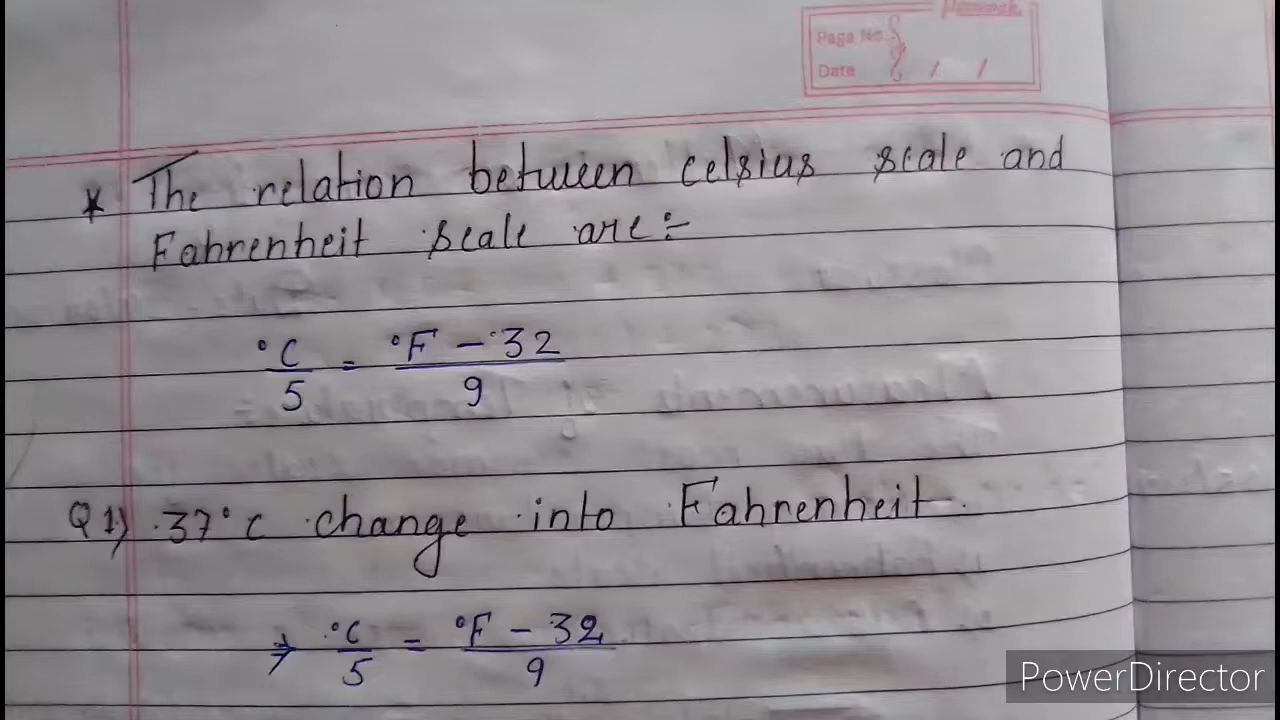 Page No.
Date / /
* The relation between celsius scale and
Fahrenheit scale are :-
°C/5 = °F - 32/9
Q1) 37°C change into Fahrenheit.
⇒ °C/5 = °F - 32/9
PowerDirector